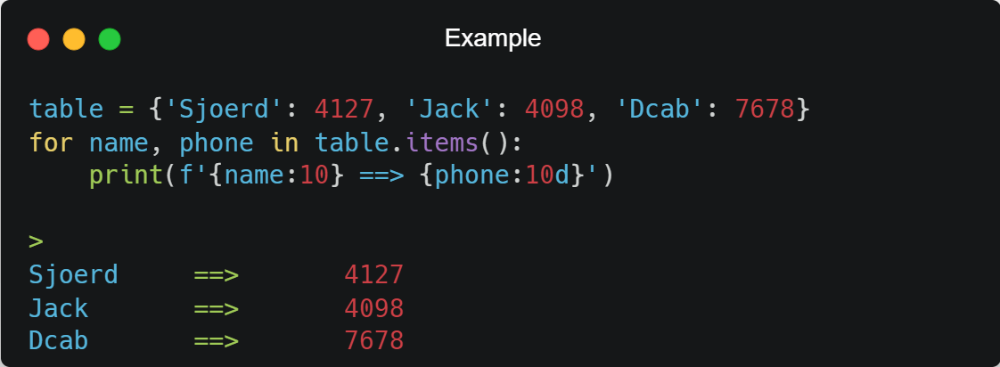 Example
table = {'Sjoerd': 4127, 'Jack': 4098, 'Dcab': 7678}
for name, phone in table.items():
    print(f'{name:10} ==> {phone:10d}')
>
Sjoerd     ==>       4127
Jack       ==>       4098
Dcab       ==>       7678